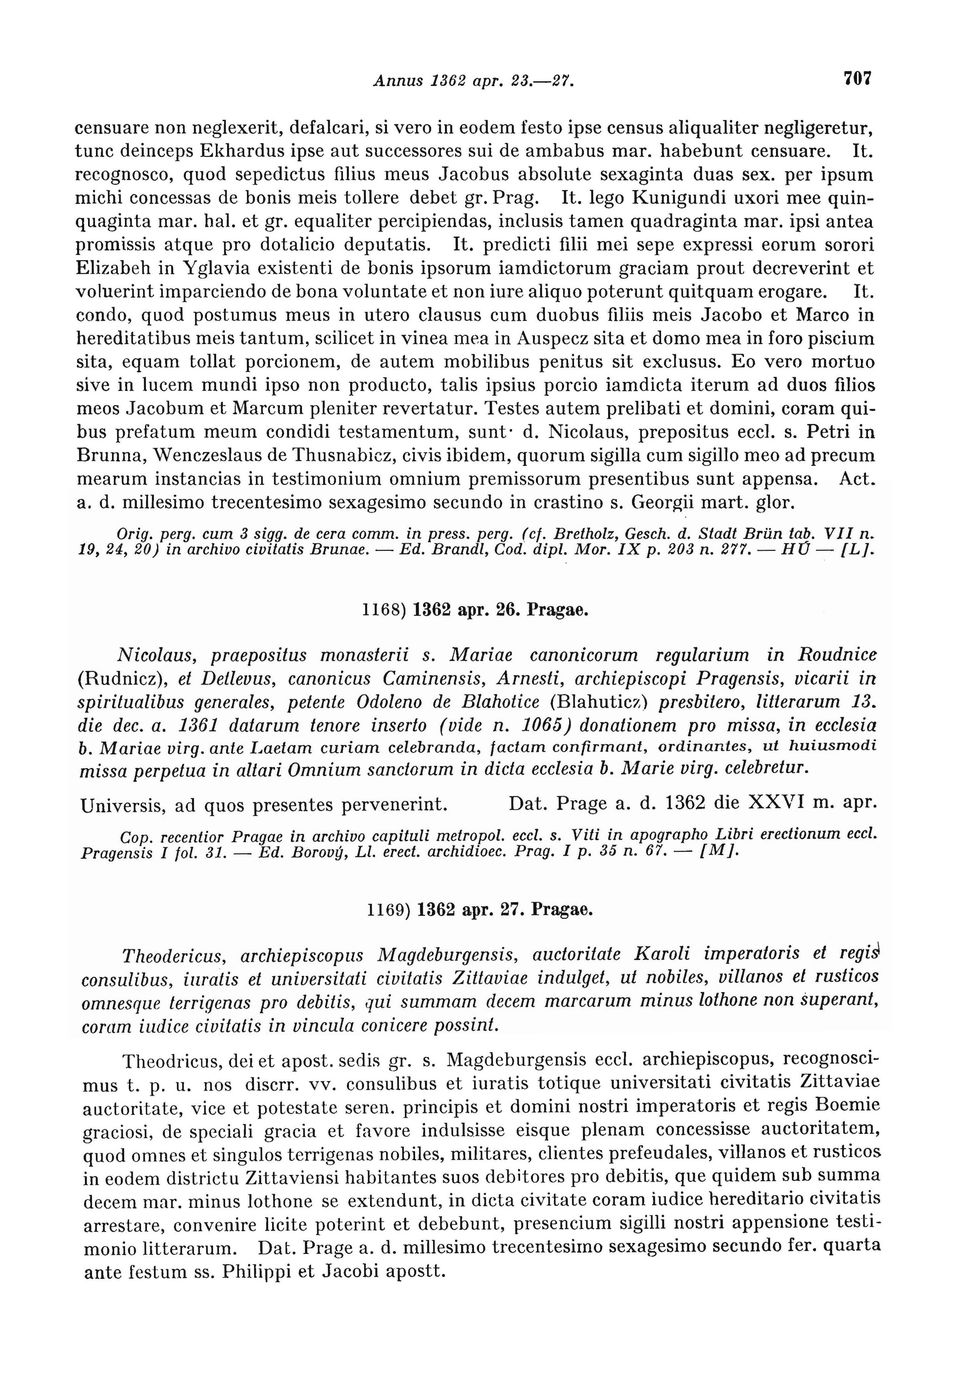 Annus 1362 apr. 23.—27.
707
censuare non neglexerit, defalcari, si vero in eodem festo ipse census aliqualiter negligeretur,
tunc deinceps Ekhardus ipse aut successores sui de ambabus mar. habebunt censuare. It.
recognosco, quod sepedictus filius meus Jacobus absolute sexaginta duas sex. per ipsum
michi concessas de bonis meis tollere debet gr. Prag. It. lego Kunigundi uxori mee quin-
quaginta mar. hal. et gr. equaliter percipiendas, inclusis tamen quadraginta mar. ipsi antea
promissis atque pro dotalicio deputatis. It. predicti filii mei sepe expressi eorum sorori
Elizabeh in Yglavia existenti de bonis ipsorum iamdictorum graciam prout decreverint et
voluerint imparciendo de bona voluntate et non iure aliquo poterunt quitquam erogare. It.
condo, quod postumus meus in utero clausus cum duobus filiis meis Jacobo et Marco in
hereditatibus meis tantum, scilicet in vinea mea in Auspecz sita et domo mea in foro piscium
sita, equam tollat porcionem, de autem mobilibus penitus sit exclusus. Eo vero mortuo
sive in lucem mundi ipso non producto, talis ipsius porcio iamdicta iterum ad duos filios
meos Jacobum et Marcum pleniter revertatur. Testes autem prelibati et domini, coram qui-
bus prefatum meum condidi testamentum, sunt· d. Nicolaus, prepositus eccl. s. Petri in
Brunna, Wenczeslaus de Thusnabicz, civis ibidem, quorum sigilla cum sigillo meo ad precum
mearum instancias in testimonium omnium premissorum presentibus sunt appensa. Act.
a. d. millesimo trecentesimo sexagesimo secundo in crastino s. Georgii mart. glor.
Orig. perg. cum 3 sigg. de cera comm. in press. perg. (cf. Bretholz, Gesch. d. Stadt Brün tab. VII n.
19, 24, 20) in archivo civitatis Brunae. — Ed. Brandl, Cod. dipl. Mor. IX p. 203 n. 277. — HÚ — [L].
1168) 1362 apr. 26. Pragae.
Nicolaus, praepositus monasterii s. Mariae canonicorum regularium in Roudnice
(Rudnicz), et Detlevus, canonicus Caminensis, Arnesti, archiepiscopi Pragensis, vicarii in
spiritualibus generales, petente Odoleno de Blahotice (Blahuticz) presbitero, litterarum 13.
die dec. a. 1361 datarum tenore inserto (vide n. 1065) donationem pro missa, in ecclesia
b. Mariae virg. ante Laetam curiam celebranda, factam confirmant, ordinantes, ut huiusmodi
missa perpetua in altari Omnium sanctorum in dicta ecclesia b. Marie virg. celebretur.
Universis, ad quos presentes pervenerint. Dat. Prage a. d. 1362 die XXVI m. apr.
Cop. recentior Pragae in archivo capituli metropol. eccl. s. Viti in apographo Libri erectionum eccl.
Pragensis I fol. 31. — Ed. Borový, Ll. erect. archidioec. Prag. I p. 35 n. 67. — [M].
1169) 1362 apr. 27. Pragae.
Theodericus, archiepiscopus Magdeburgensis, auctoritate Karoli imperatoris et regis
consulibus, iuratis et universitati civitatis Zittaviae indulget, ut nobiles, villanos et rusticos
omnesque terrigenas pro debitis, qui summam decem marcarum minus lothone non superant,
coram iudice civitatis in vincula conicere possint.
Theodricus, dei et apost. sedis gr. s. Magdeburgensis eccl. archiepiscopus, recognosci-
mus t. p. u. nos discrr. vv. consulibus et iuratis totique universitati civitatis Zittaviae
auctoritate, vice et potestate seren. principis et domini nostri imperatoris et regis Boemie
graciosi, de speciali gracia et favore indulsisse eisque plenam concessisse auctoritatem,
quod omnes et singulos terrigenas nobiles, militares, clientes prefeudales, villanos et rusticos
in eodem districtu Zittaviensi habitantes suos debitores pro debitis, que quidem sub summa
decem mar. minus lothone se extendunt, in dicta civitate coram iudice hereditario civitatis
arrestare, convenire licite poterint et debebunt, presencium sigilli nostri appensione testi-
monio litterarum. Dat. Prage a. d. millesimo trecentesimo sexagesimo secundo fer. quarta
ante festum ss. Philippi et Jacobi apostt.